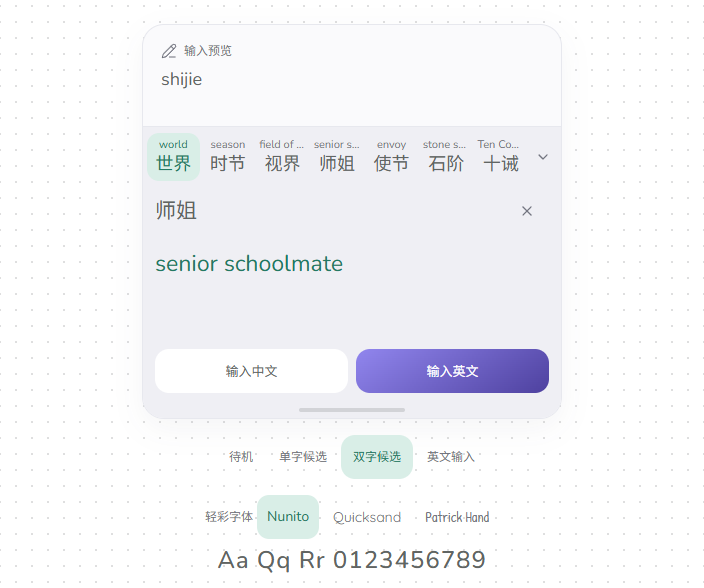 输入预览
shijie
world season field of ... senior s... envoy stone s... Ten Co...
世界 时节 视界 师姐 使节 石阶 十诫
师姐
senior schoolmate
输入中文 输入英文
待机 单字候选 双字候选 英文输入
轻彩字体 Nunito Quicksand Patrick Hand
Aa Qq Rr 0123456789